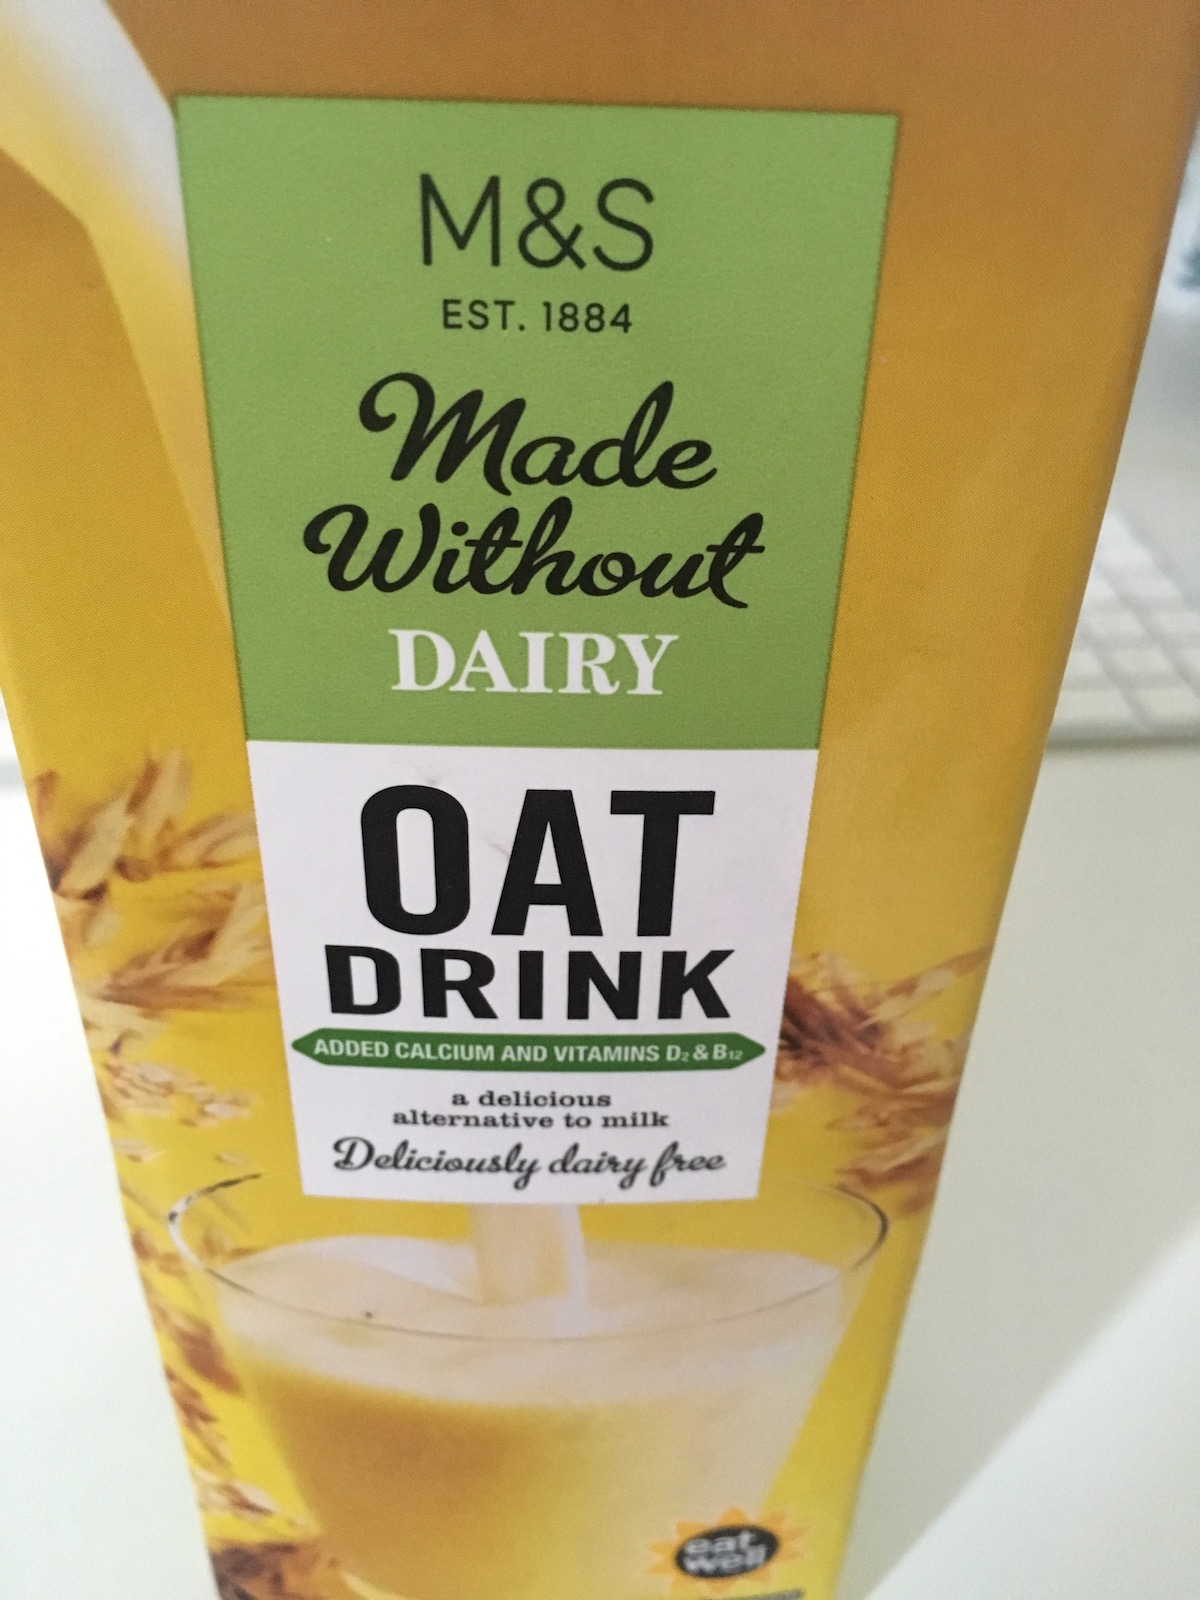 M&S
EST. 1884
Made
Without
DAIRY
OAT
DRINK
ADDED CALCIUM AND VITAMINS D₂ & B₁₂
a delicious
alternative to milk
Deliciously dairy free
eat
well